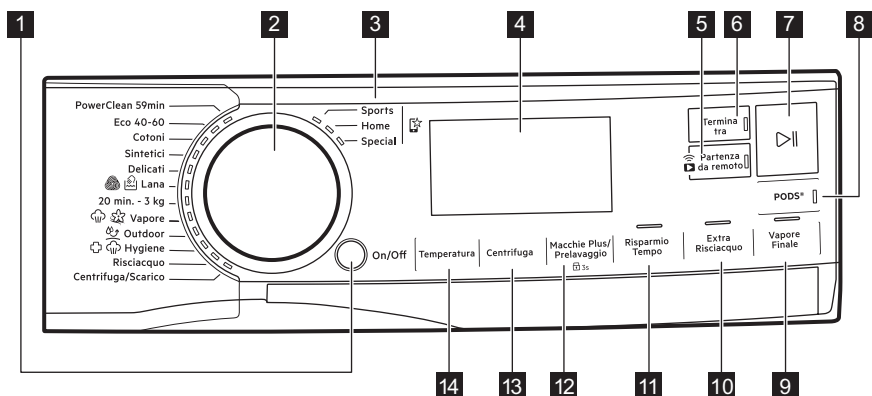 1
2
3
4
5
6
7
8
PowerClean 59min
Eco 40-60
Cotoni
Sintetici
Delicati
Lana
20 min. - 3 kg
Vapore
Outdoor
Hygiene
Risciacquo
Centrifuga/Scarico
Sports
Home
Special
On/Off
Temperatura
Centrifuga
Macchie Plus/
Prelavaggio
3s
Risparmio
Tempo
Extra
Risciacquo
Vapore
Finale
Termina
tra
Partenza
da remoto
PODS®
14
13
12
11
10
9